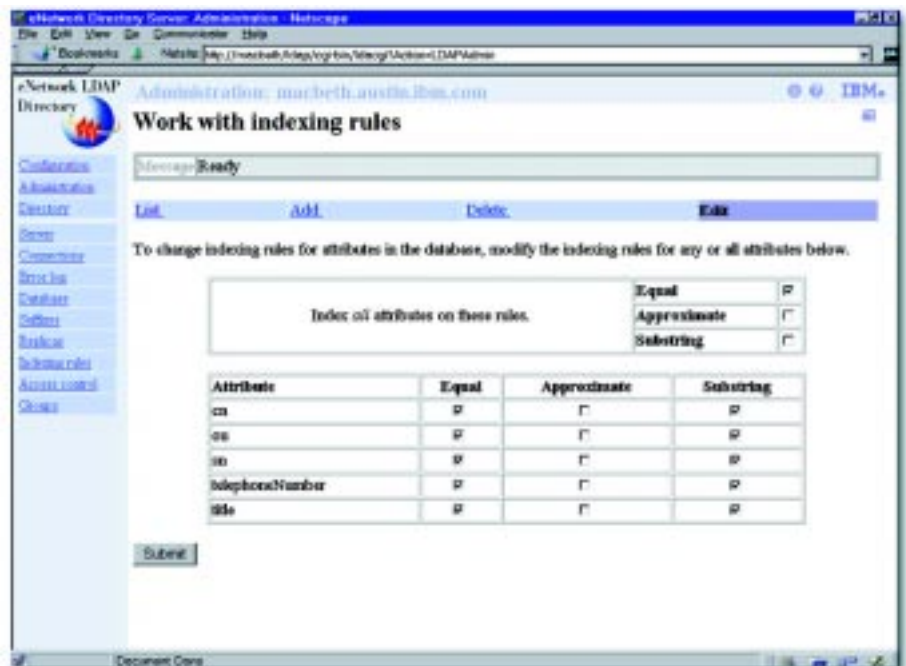 eNetwork Directory Server: Administration - Netscape
File Edit View Go Communicator Help
Bookmarks Netsite:
eNetwork LDAP Directory
Administration: macbeth.austin.ibm.com
IBM
Work with indexing rules
Message Ready
Configuration
Administration
Directory
Server
Connections
Error log
Database
Suffixes
Replicas
Indexing rules
Access control
Groups
List Add Delete Edit
To change indexing rules for attributes in the database, modify the indexing rules for any or all attributes below.
Index all attributes on these rules.
Equal
Approximate
Substring
Attribute Equal Approximate Substring
cn
ou
sn
telephoneNumber
title
Submit
Document: Done